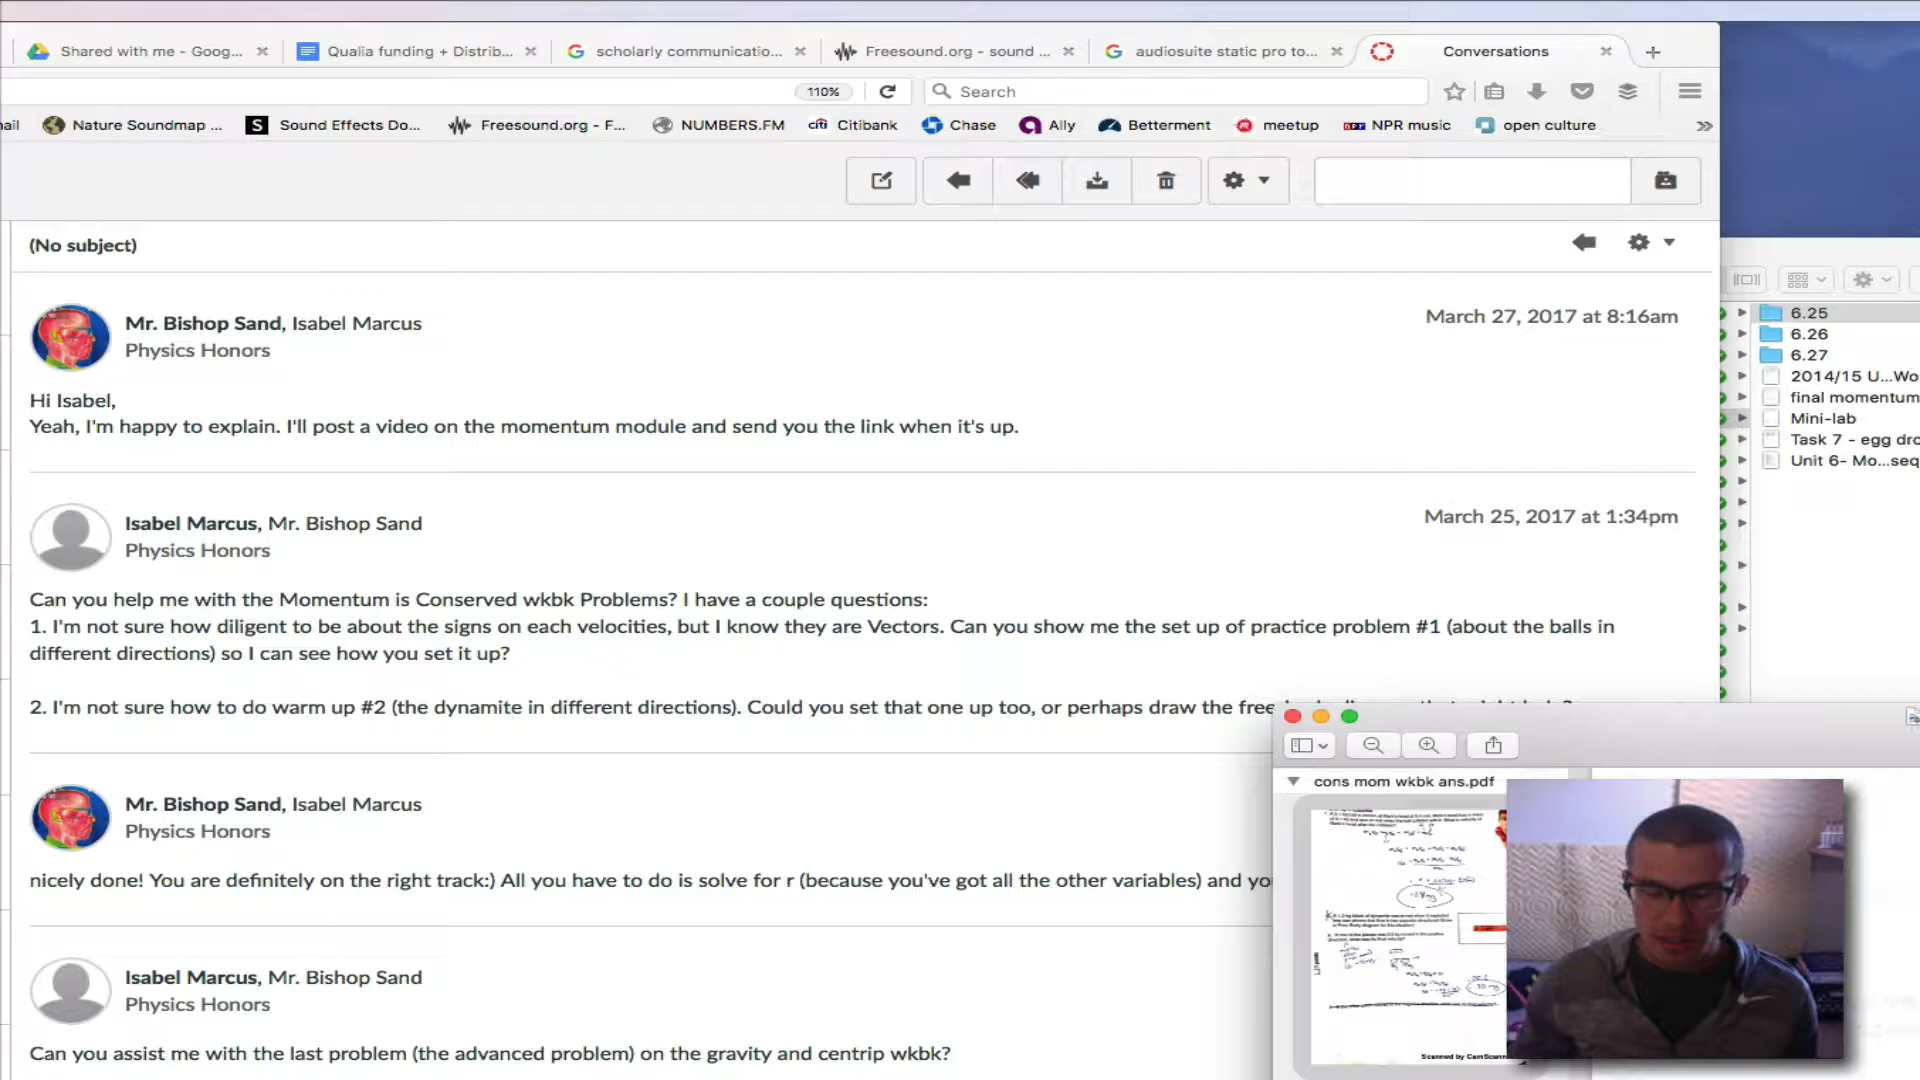 Shared with me - Goog...
Qualia funding + Distrib...
scholarly communicatio...
Freesound.org - sound ...
audiosuite static pro to...
Conversations
110%
Search
ail
Nature Soundmap ...
S
Sound Effects Do...
Freesound.org - F...
NUMBERS.FM
citi
Citibank
Chase
Ally
Betterment
meetup
npr
NPR music
open culture
(No subject)
Mr. Bishop Sand, Isabel Marcus
March 27, 2017 at 8:16am
Physics Honors
Hi Isabel,
Yeah, I'm happy to explain. I'll post a video on the momentum module and send you the link when it's up.
Isabel Marcus, Mr. Bishop Sand
March 25, 2017 at 1:34pm
Physics Honors
Can you help me with the Momentum is Conserved wkbk Problems? I have a couple questions:
1. I'm not sure how diligent to be about the signs on each velocities, but I know they are Vectors. Can you show me the set up of practice problem #1 (about the balls in
different directions) so I can see how you set it up?
2. I'm not sure how to do warm up #2 (the dynamite in different directions). Could you set that one up too, or perhaps draw the free
Mr. Bishop Sand, Isabel Marcus
Physics Honors
nicely done! You are definitely on the right track:) All you have to do is solve for r (because you've got all the other variables) and yo
Isabel Marcus, Mr. Bishop Sand
Physics Honors
Can you assist me with the last problem (the advanced problem) on the gravity and centrip wkbk?
6.25
6.26
6.27
2014/15 U...Wo
final momentum
Mini-lab
Task 7 - egg dro
Unit 6- Mo...seq
cons mom wkbk ans.pdf
Scanned by CamScann